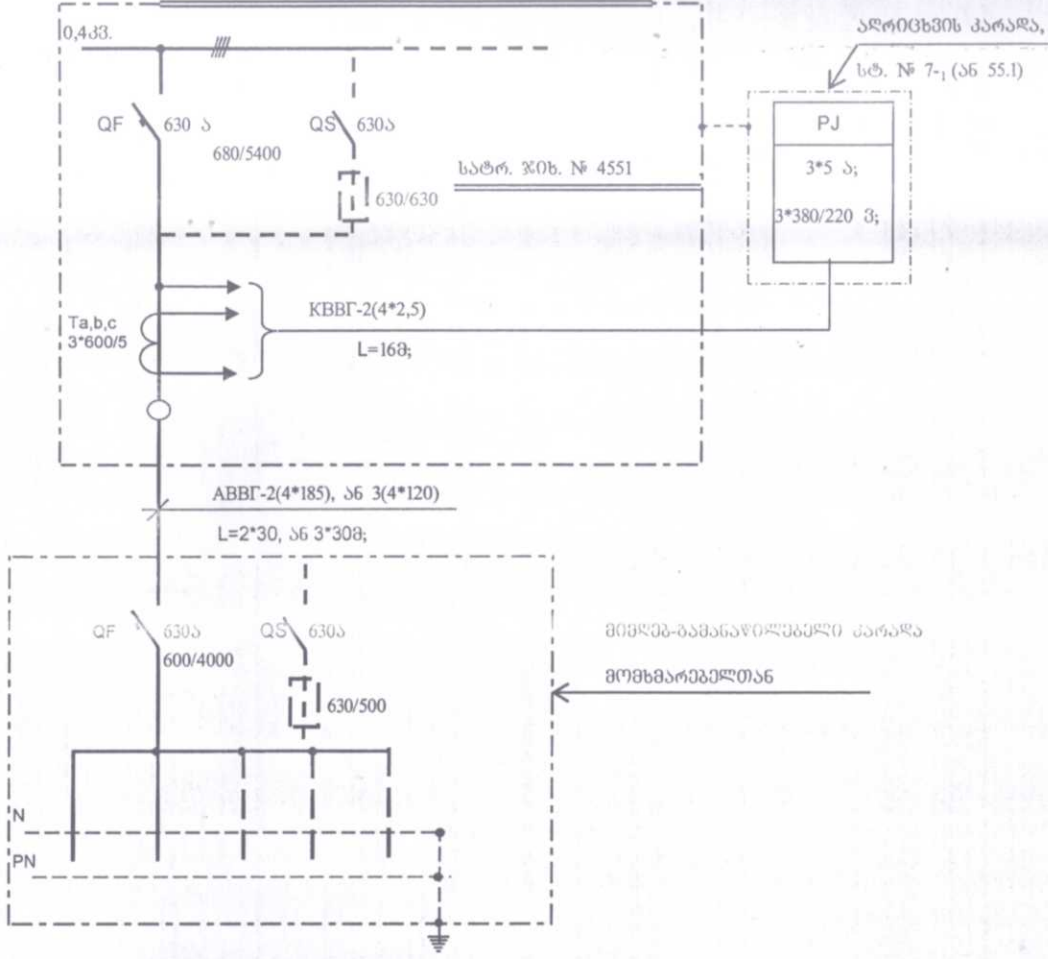 0,4კვ.
აღრიცხვის კარადა,
სტ. № 7-₁ (ან 55.1)
QF 630 ა
680/5400
QS 630ა
630/630
სატრ. ჯიხ. № 4551
PJ
3*5 ა;
3*380/220 ვ;
Ta,b,c
3*600/5
КВВГ-2(4*2,5)
L=16მ;
АВВГ-2(4*185), ან 3(4*120)
L=2*30, ან 3*30მ;
QF 630ა
600/4000
QS 630ა
630/500
მიმღებ-გამანაწილებელი კარადა
მომხმარებელთან
N
PN